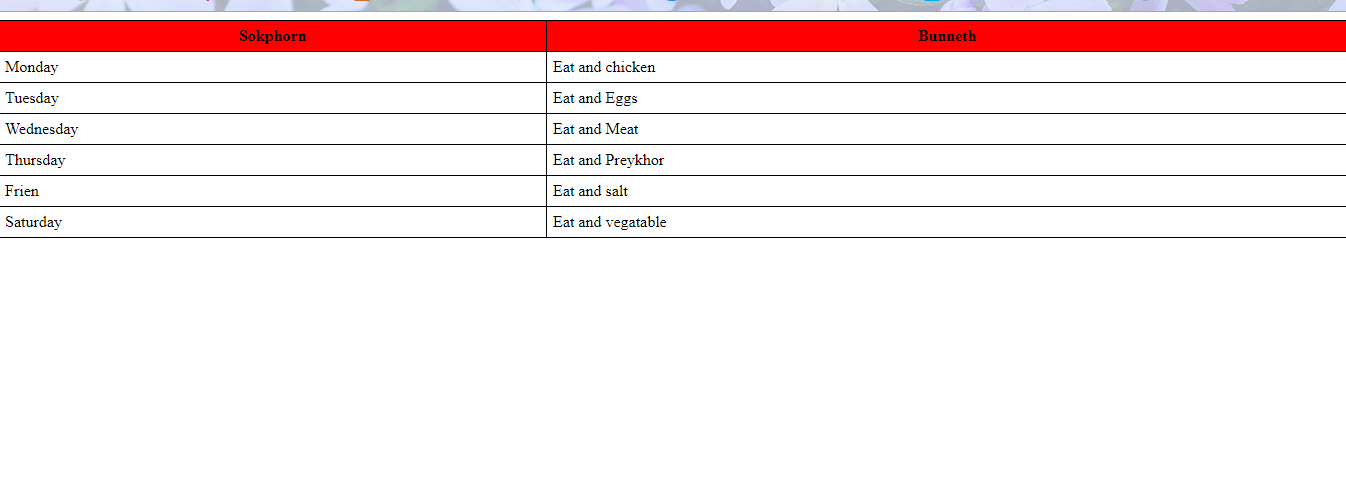 Sokphorn Bunneth
Monday Eat and chicken
Tuesday Eat and Eggs
Wednesday Eat and Meat
Thursday Eat and Preykhor
Frien Eat and salt
Saturday Eat and vegatable